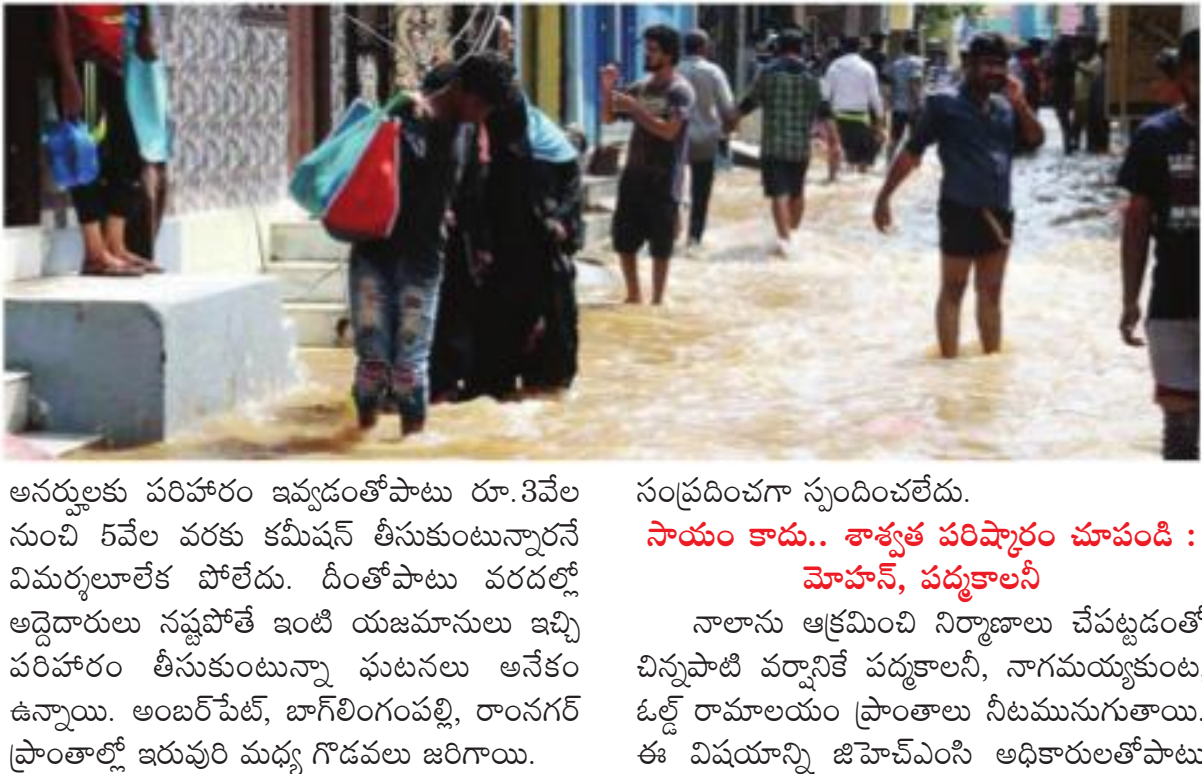 అనర్హులకు పరిహారం ఇవ్వడంతోపాటు రూ.3వేల
నుంచి 5వేల వరకు కమీషన్ తీసుకుంటున్నారనే
విమర్శలూలేక పోలేదు. దీంతోపాటు వరదల్లో
అద్దెదారులు నష్టపోతే ఇంటి యజమానులు ఇచ్చి
పరిహారం తీసుకుంటున్నా ఘటనలు అనేకం
ఉన్నాయి. అంబర్‌పేట్, బాగ్‌లింగంపల్లి, రాంనగర్
ప్రాంతాల్లో ఇరువురి మధ్య గొడవలు జరిగాయి.
సంప్రదించగా స్పందించలేదు.
సాయం కాదు.. శాశ్వత పరిష్కారం చూపండి :
మోహన్, పద్మకాలనీ
నాలాను ఆక్రమించి నిర్మాణాలు చేపట్టడంతో
చిన్నపాటి వర్షానికే పద్మకాలనీ, నాగమయ్యకుంట,
ఓల్డ్ రామాలయం ప్రాంతాలు నీటమునుగుతాయి.
ఈ విషయాన్ని జిహెచ్ఎంసి అధికారులతోపాటు